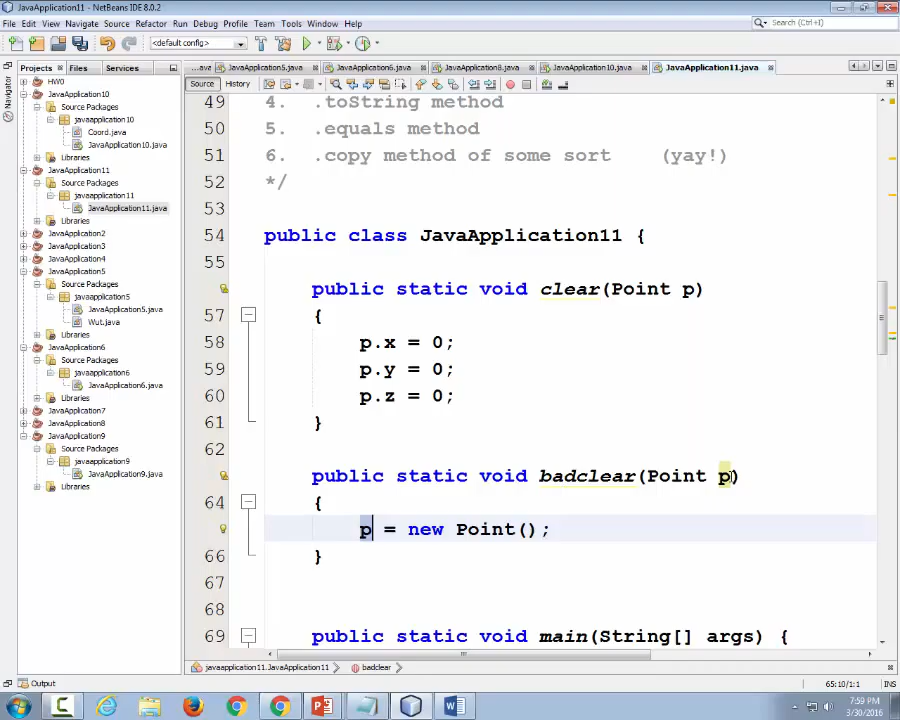 JavaApplication11 - NetBeans IDE 8.0.2
File Edit View Navigate Source Refactor Run Debug Profile Team Tools Window Help
<default config>
Search (Ctrl+I)
Projects Files Services
...ava JavaApplication5.java JavaApplication6.java JavaApplication8.java JavaApplication10.java JavaApplication11.java
Source History
Navigator
HW0
JavaApplication10
Source Packages
javaapplication10
Coord.java
JavaApplication10.java
Libraries
JavaApplication11
Source Packages
javaapplication11
JavaApplication11.java
Libraries
JavaApplication2
JavaApplication3
JavaApplication4
JavaApplication5
Source Packages
javaapplication5
JavaApplication5.java
Wut.java
Libraries
JavaApplication6
Source Packages
javaapplication6
JavaApplication6.java
Libraries
JavaApplication7
JavaApplication8
JavaApplication9
Source Packages
javaapplication9
JavaApplication9.java
Libraries
49 4. .toString method
50 5. .equals method
51 6. .copy method of some sort (yay!)
52 */
53
54 public class JavaApplication11 {
55
public static void clear(Point p)
57 {
58 p.x = 0;
59 p.y = 0;
60 p.z = 0;
61 }
62
public static void badclear(Point p)
64 {
p = new Point();
66 }
67
68
69 public static void main(String[] args) {
javaapplication11.JavaApplication11 badclear
Output
65:10/1:1 INS
7:59 PM
3/30/2016